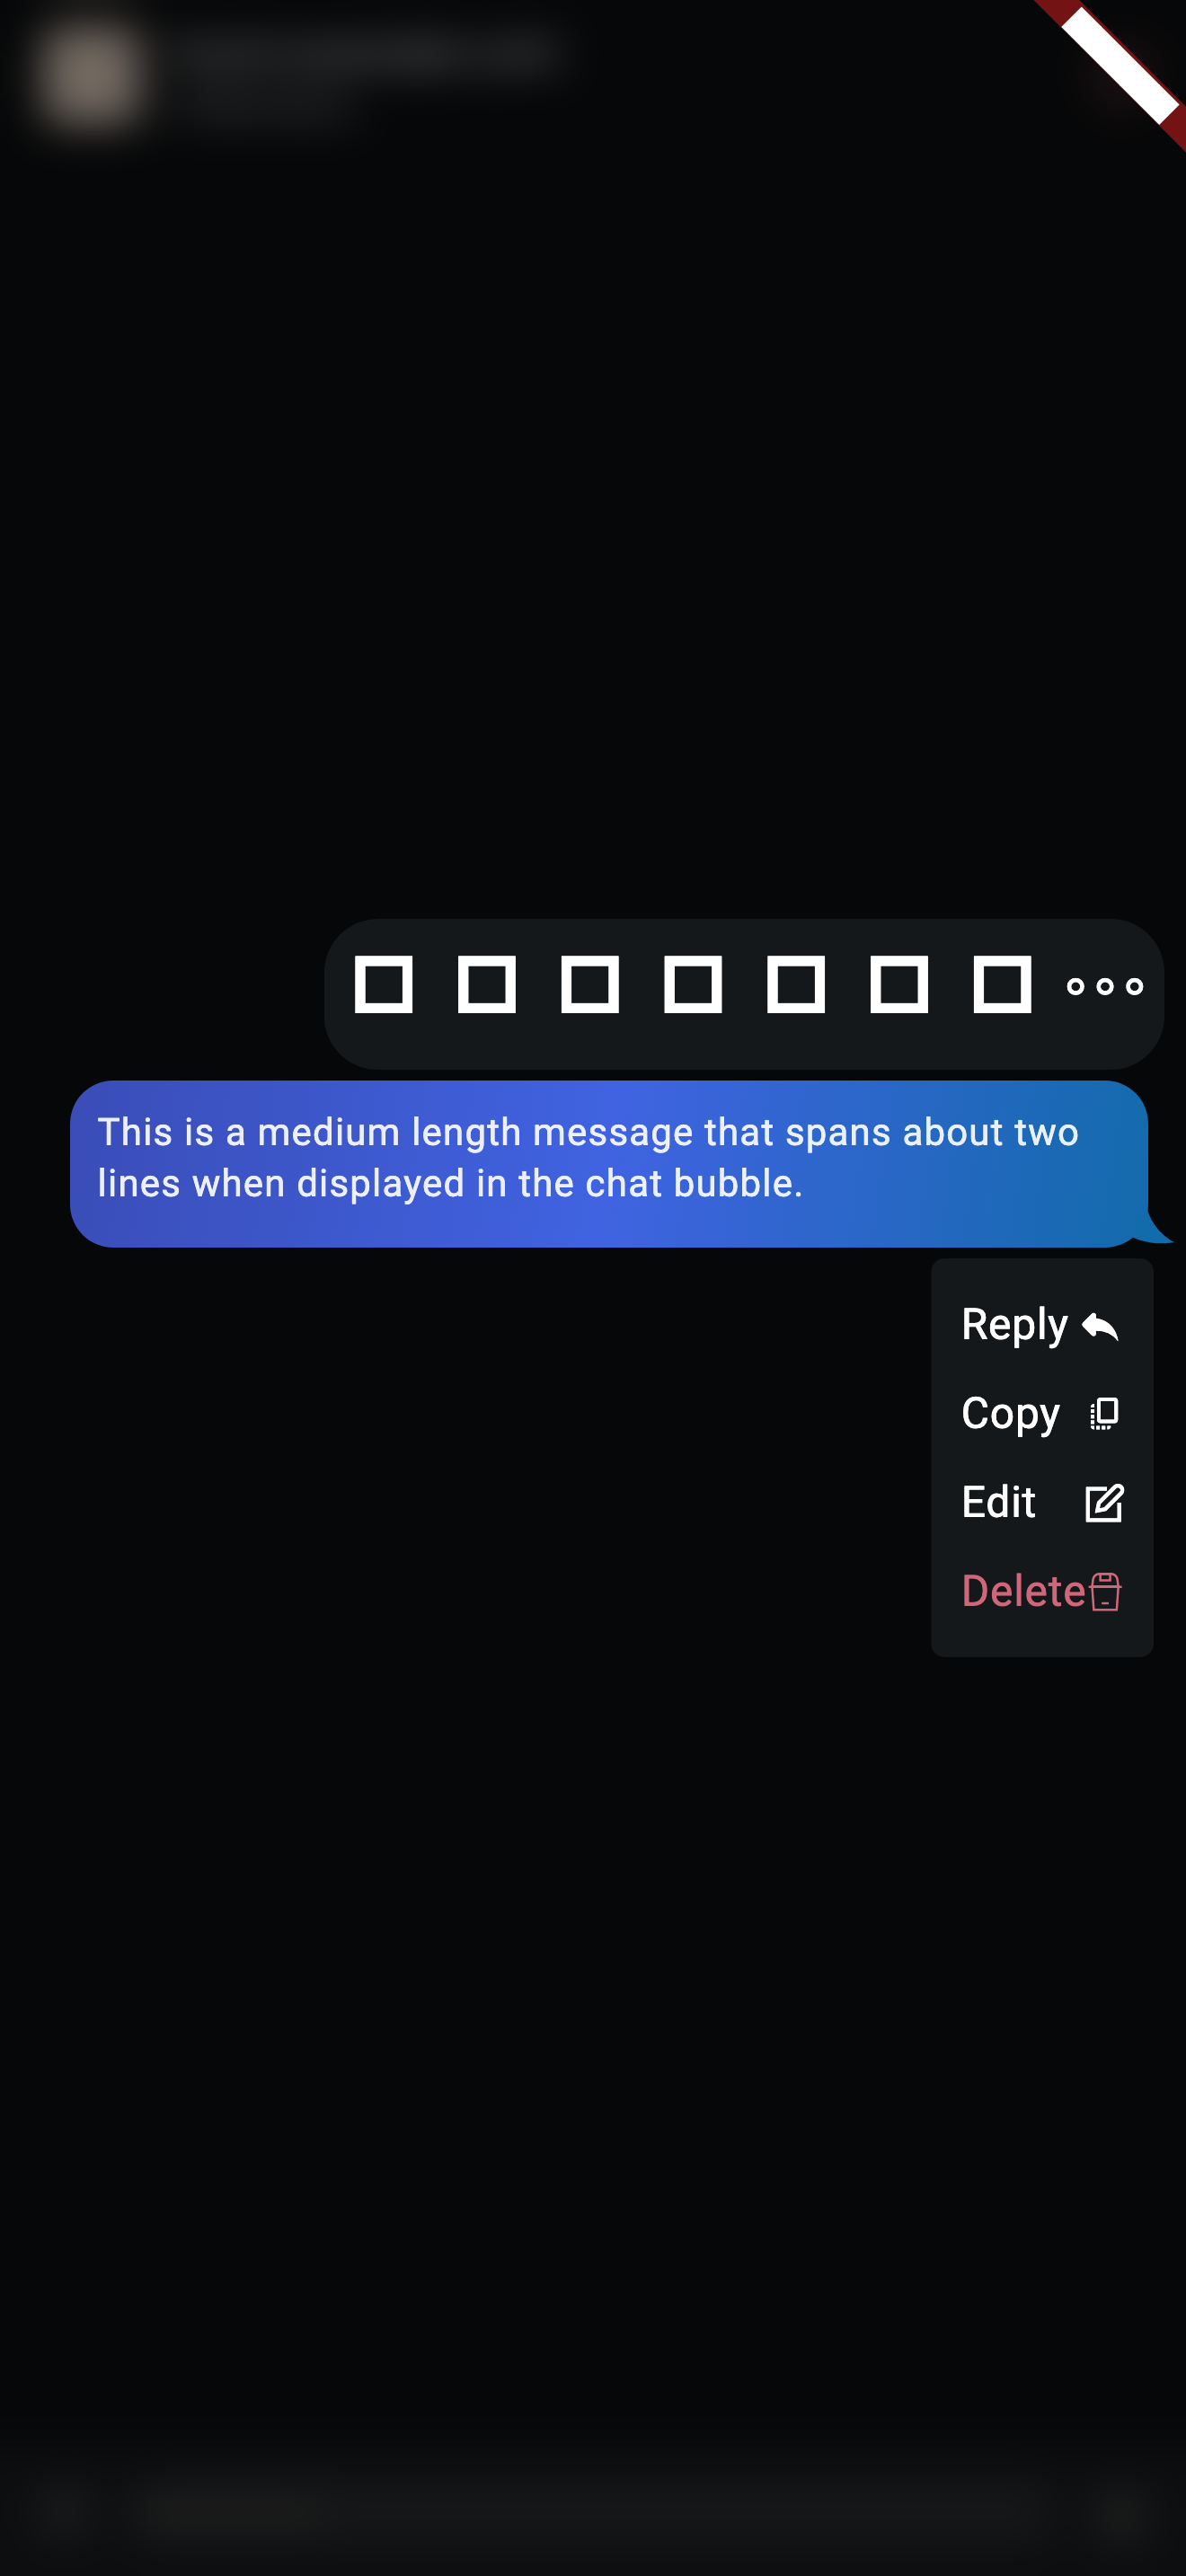 This is a medium length message that spans about two
lines when displayed in the chat bubble.
Reply
Copy
Edit
Delete